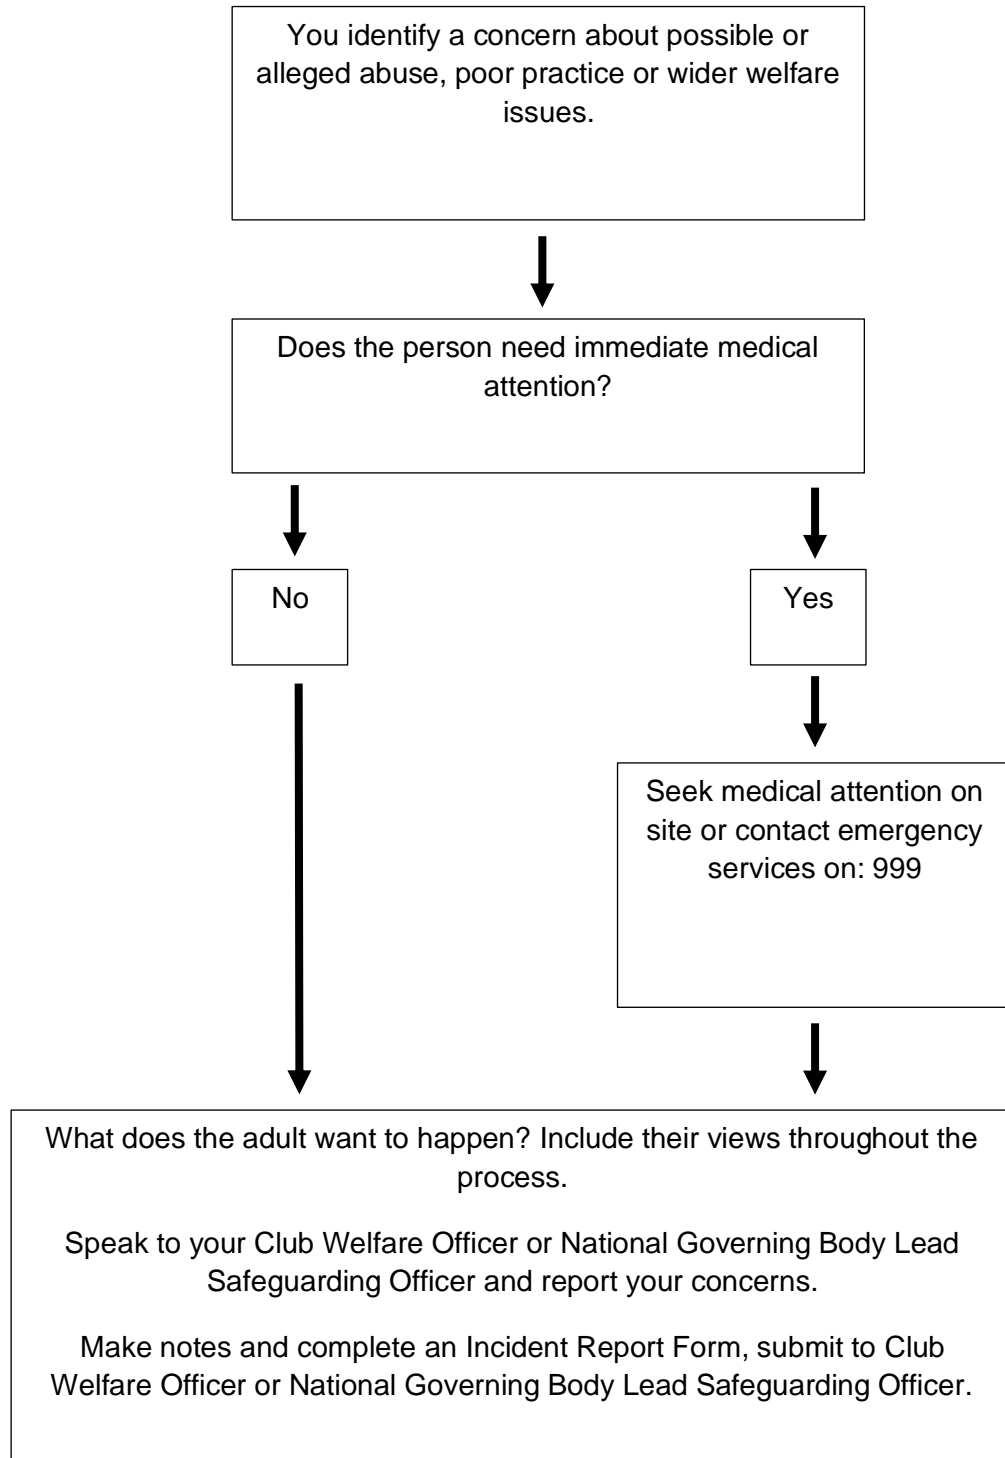 You identify a concern about possible or
alleged abuse, poor practice or wider welfare
issues.
Does the person need immediate medical
attention?
No
Yes
Seek medical attention on
site or contact emergency
services on: 999
What does the adult want to happen? Include their views throughout the
process.
Speak to your Club Welfare Officer or National Governing Body Lead
Safeguarding Officer and report your concerns.
Make notes and complete an Incident Report Form, submit to Club
Welfare Officer or National Governing Body Lead Safeguarding Officer.